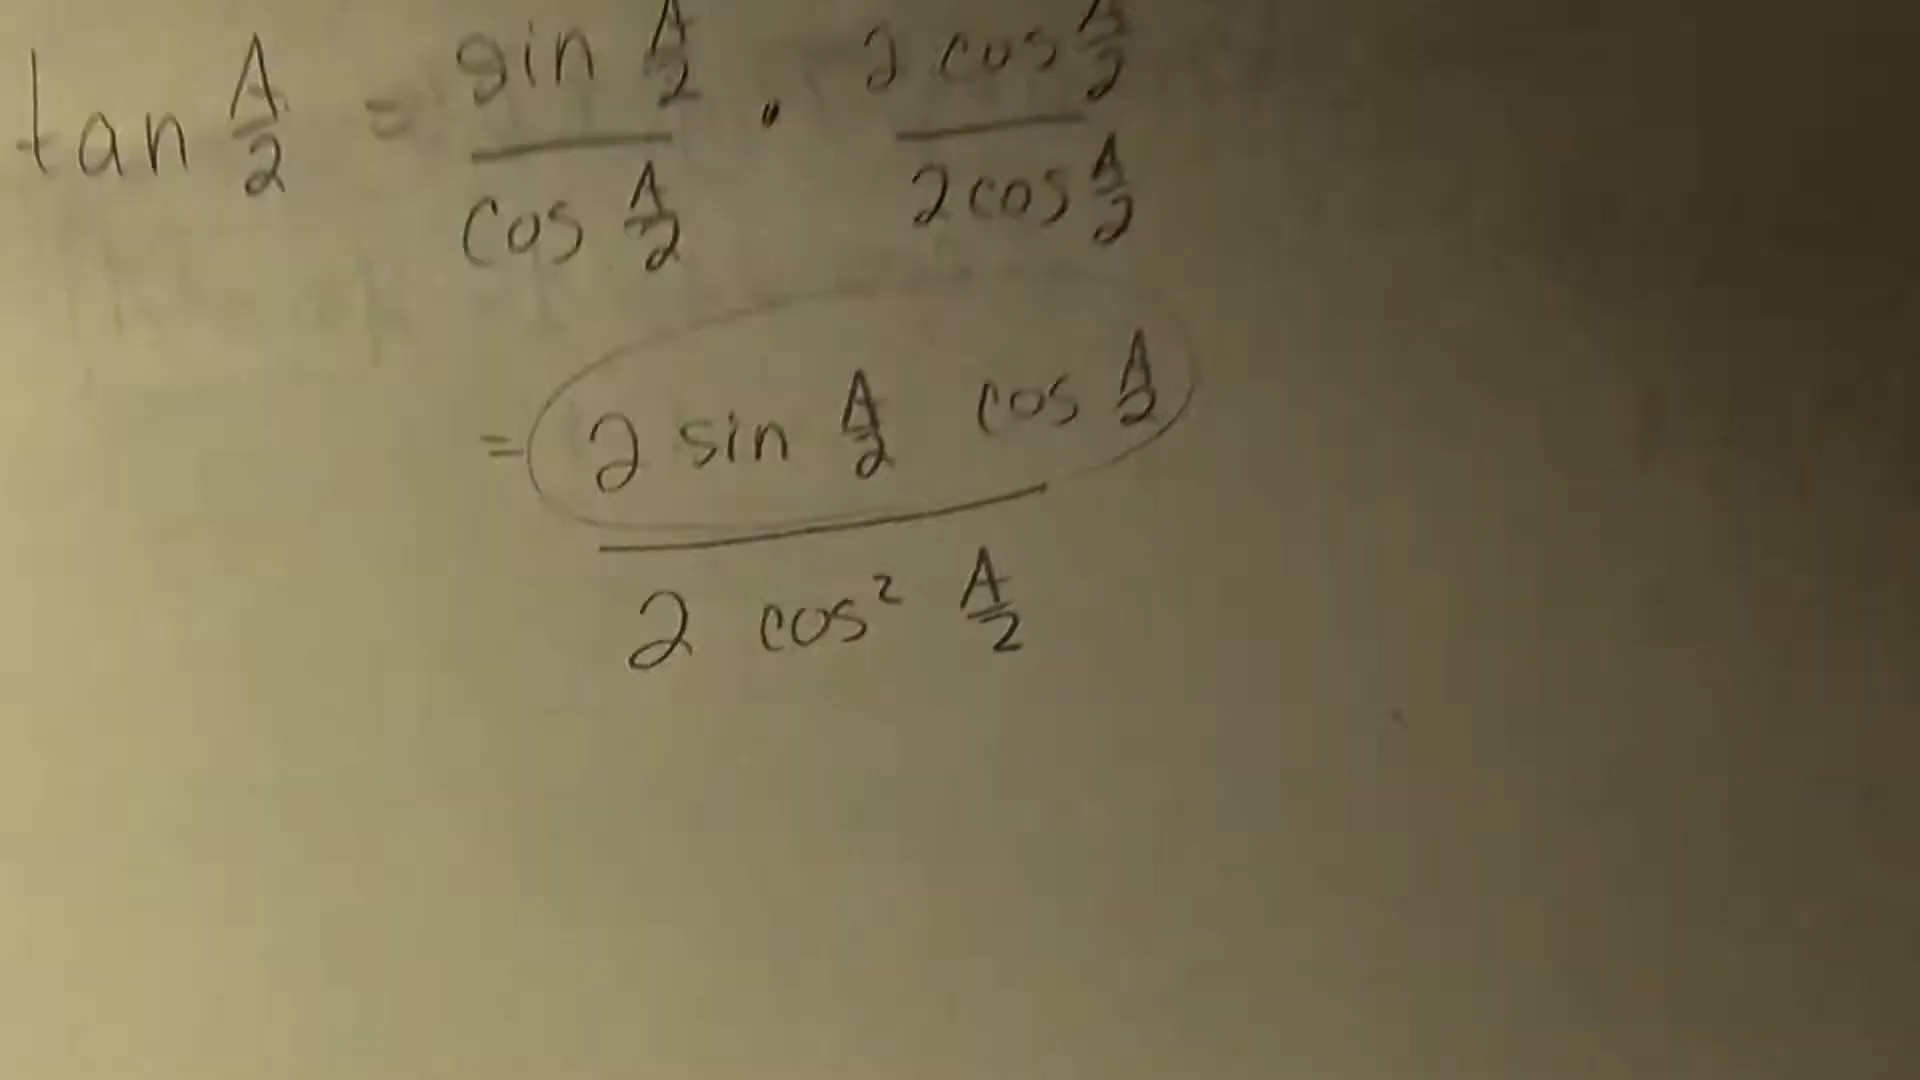 tan A/2 = sin A/2 / cos A/2 · 2 cos A/2 / 2 cos A/2
= 2 sin A/2 cos A/2 / 2 cos² A/2